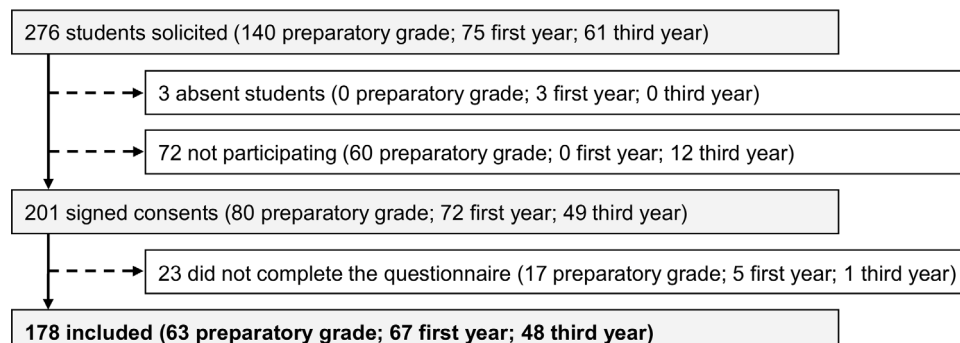 276 students solicited (140 preparatory grade; 75 first year; 61 third year)
3 absent students (0 preparatory grade; 3 first year; 0 third year)
72 not participating (60 preparatory grade; 0 first year; 12 third year)
201 signed consents (80 preparatory grade; 72 first year; 49 third year)
23 did not complete the questionnaire (17 preparatory grade; 5 first year; 1 third year)
178 included (63 preparatory grade; 67 first year; 48 third year)